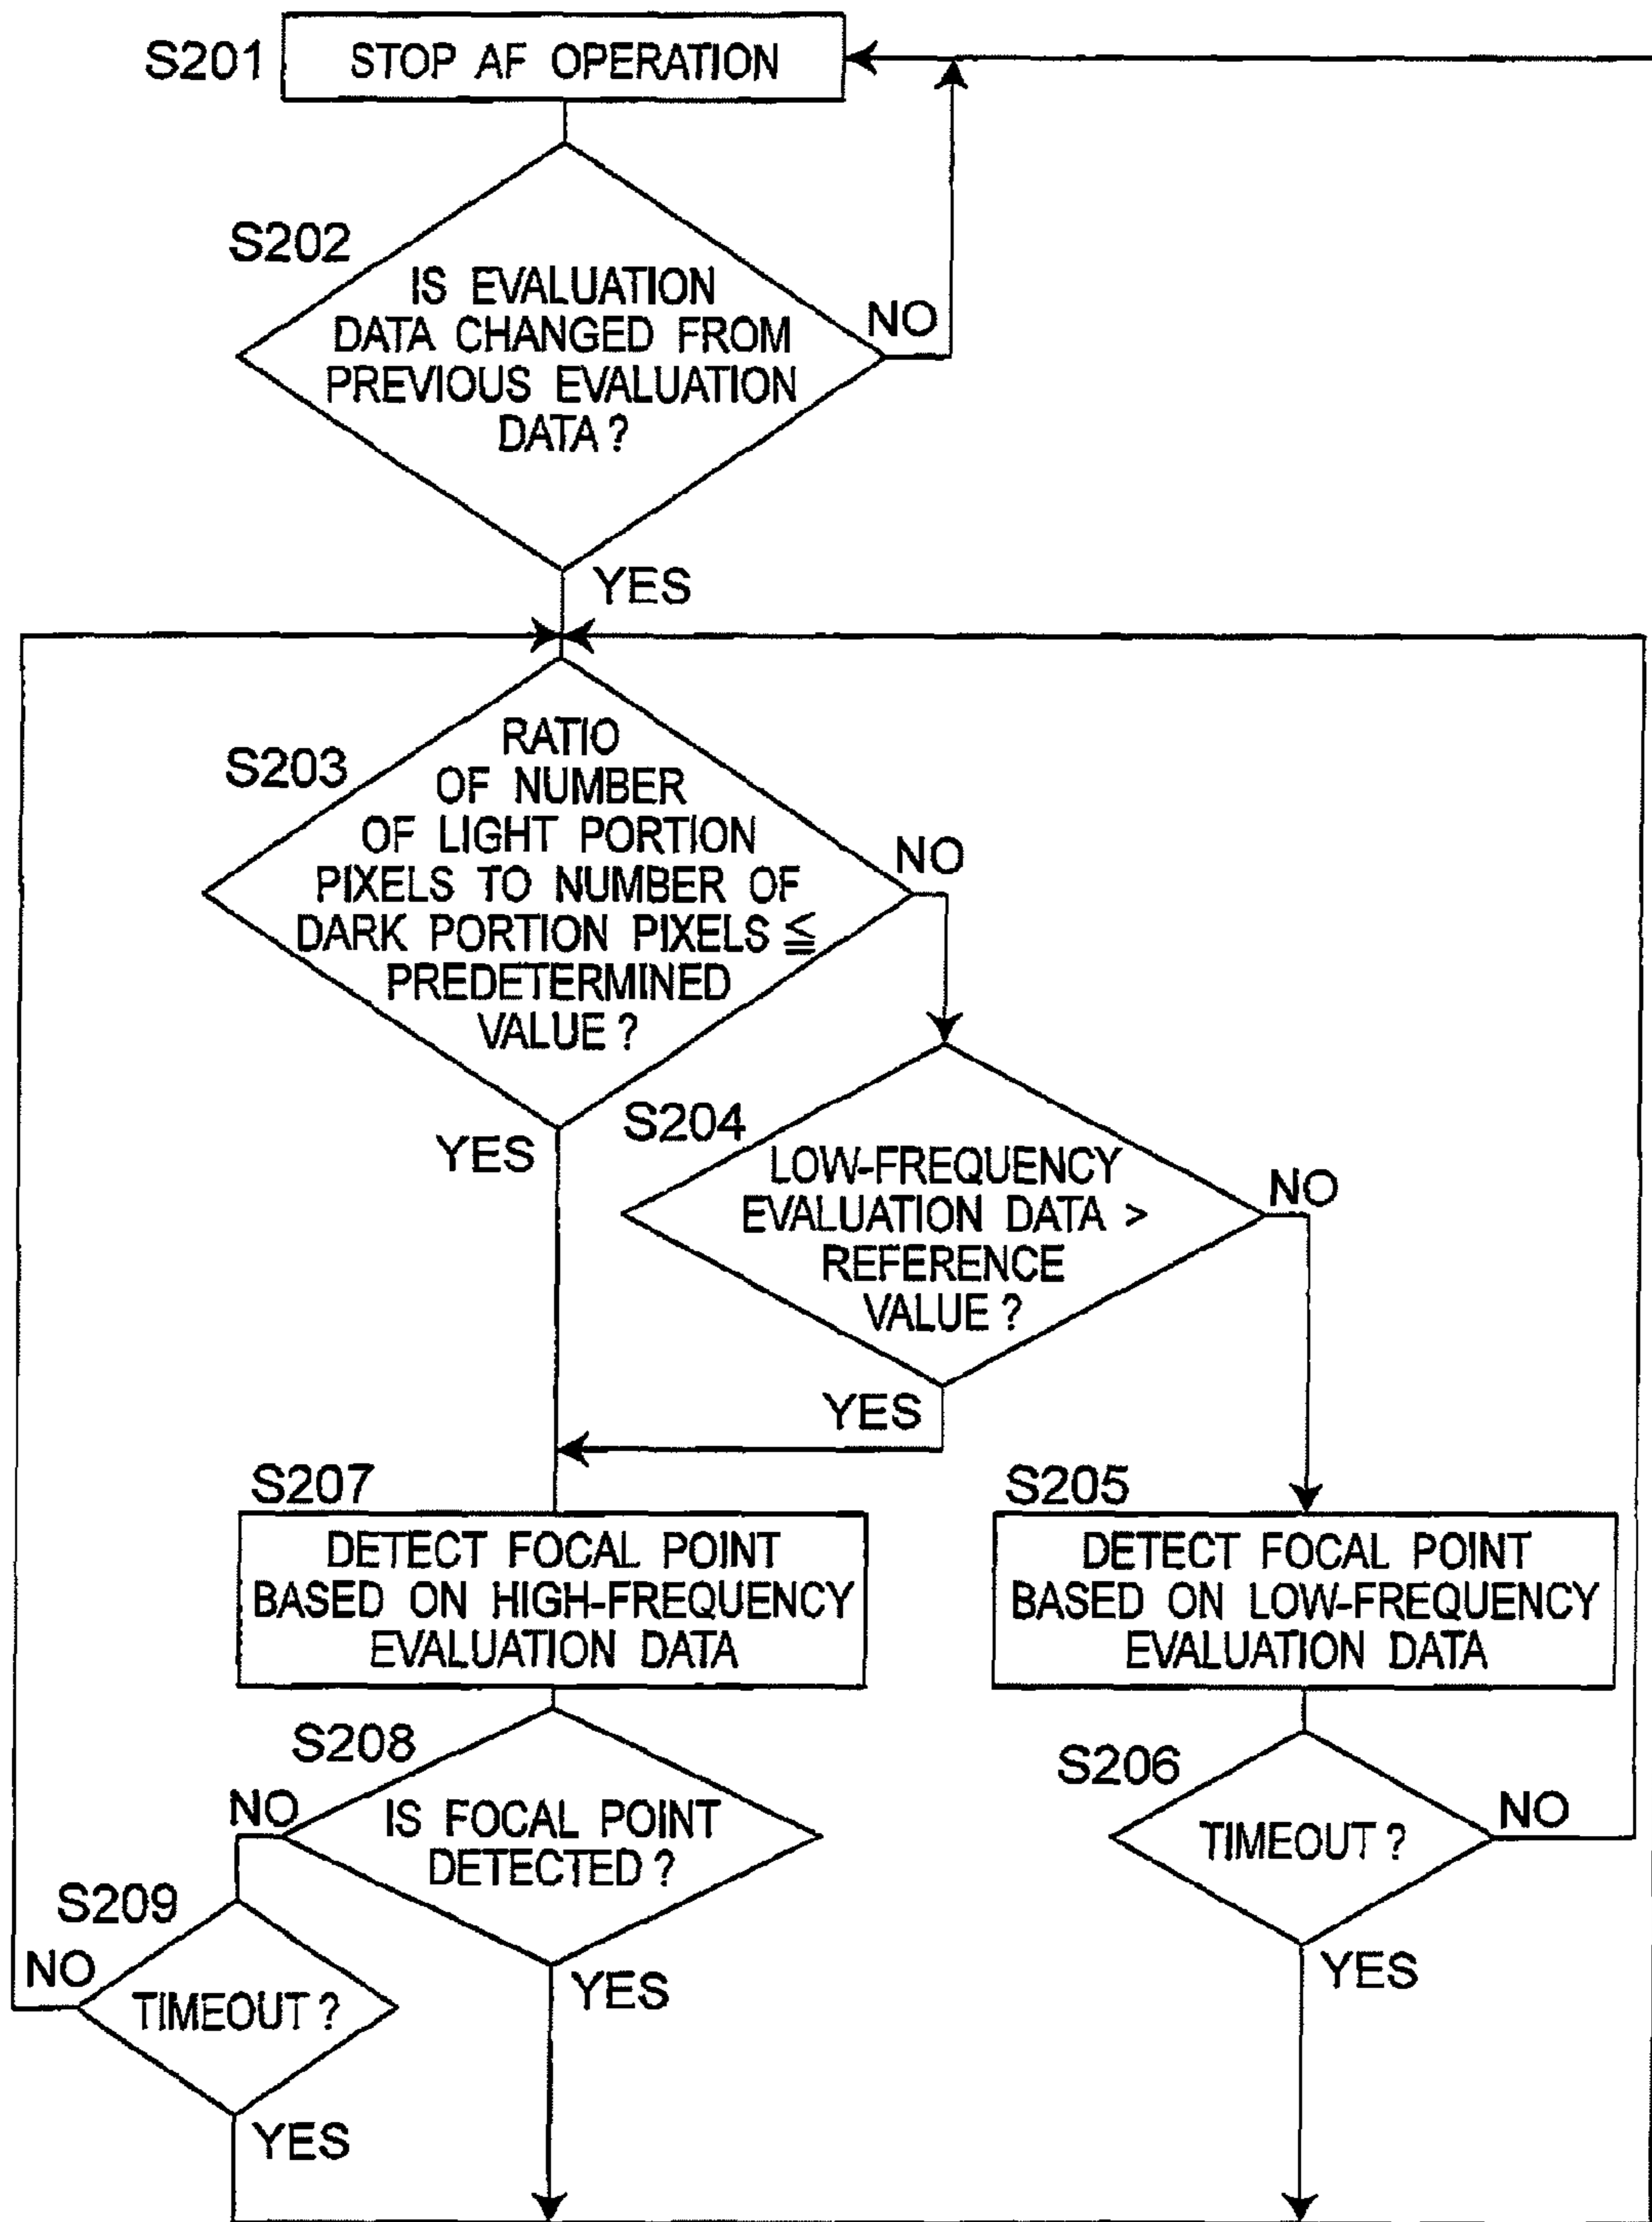 S201
STOP AF OPERATION
S202
IS EVALUATION
DATA CHANGED FROM
PREVIOUS EVALUATION
DATA ?
NO
YES
S203
RATIO
OF NUMBER
OF LIGHT PORTION
PIXELS TO NUMBER OF
DARK PORTION PIXELS ≦
PREDETERMINED
VALUE ?
NO
YES
S204
LOW-FREQUENCY
EVALUATION DATA >
REFERENCE
VALUE ?
NO
YES
S207
DETECT FOCAL POINT
BASED ON HIGH-FREQUENCY
EVALUATION DATA
S205
DETECT FOCAL POINT
BASED ON LOW-FREQUENCY
EVALUATION DATA
S208
IS FOCAL POINT
DETECTED ?
NO
YES
S206
TIMEOUT ?
NO
YES
S209
TIMEOUT ?
NO
YES